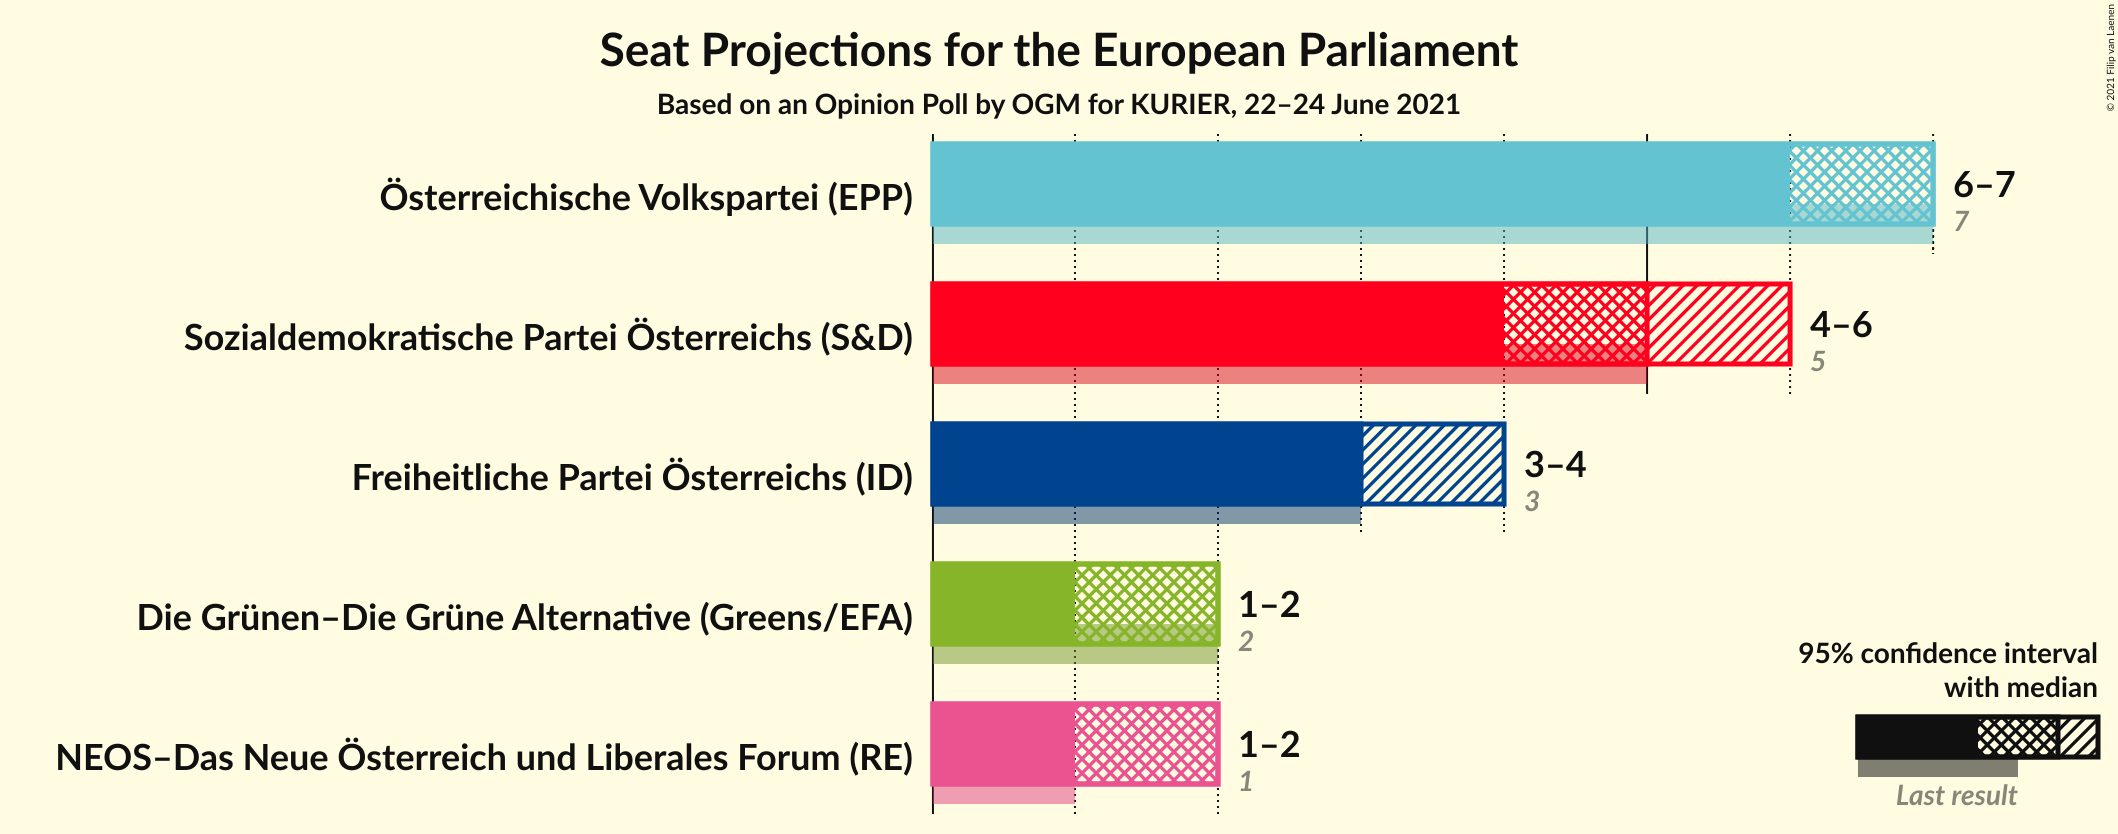 Seat Projections for the European Parliament
Based on an Opinion Poll by OGM for KURIER, 22–24 June 2021
© 2021 Filip van Laenen
Österreichische Volkspartei (EPP)
6–7
7
Sozialdemokratische Partei Österreichs (S&D)
4–6
5
Freiheitliche Partei Österreichs (ID)
3–4
3
Die Grünen–Die Grüne Alternative (Greens/EFA)
1–2
2
NEOS–Das Neue Österreich und Liberales Forum (RE)
1–2
1
95% confidence interval
with median
Last result